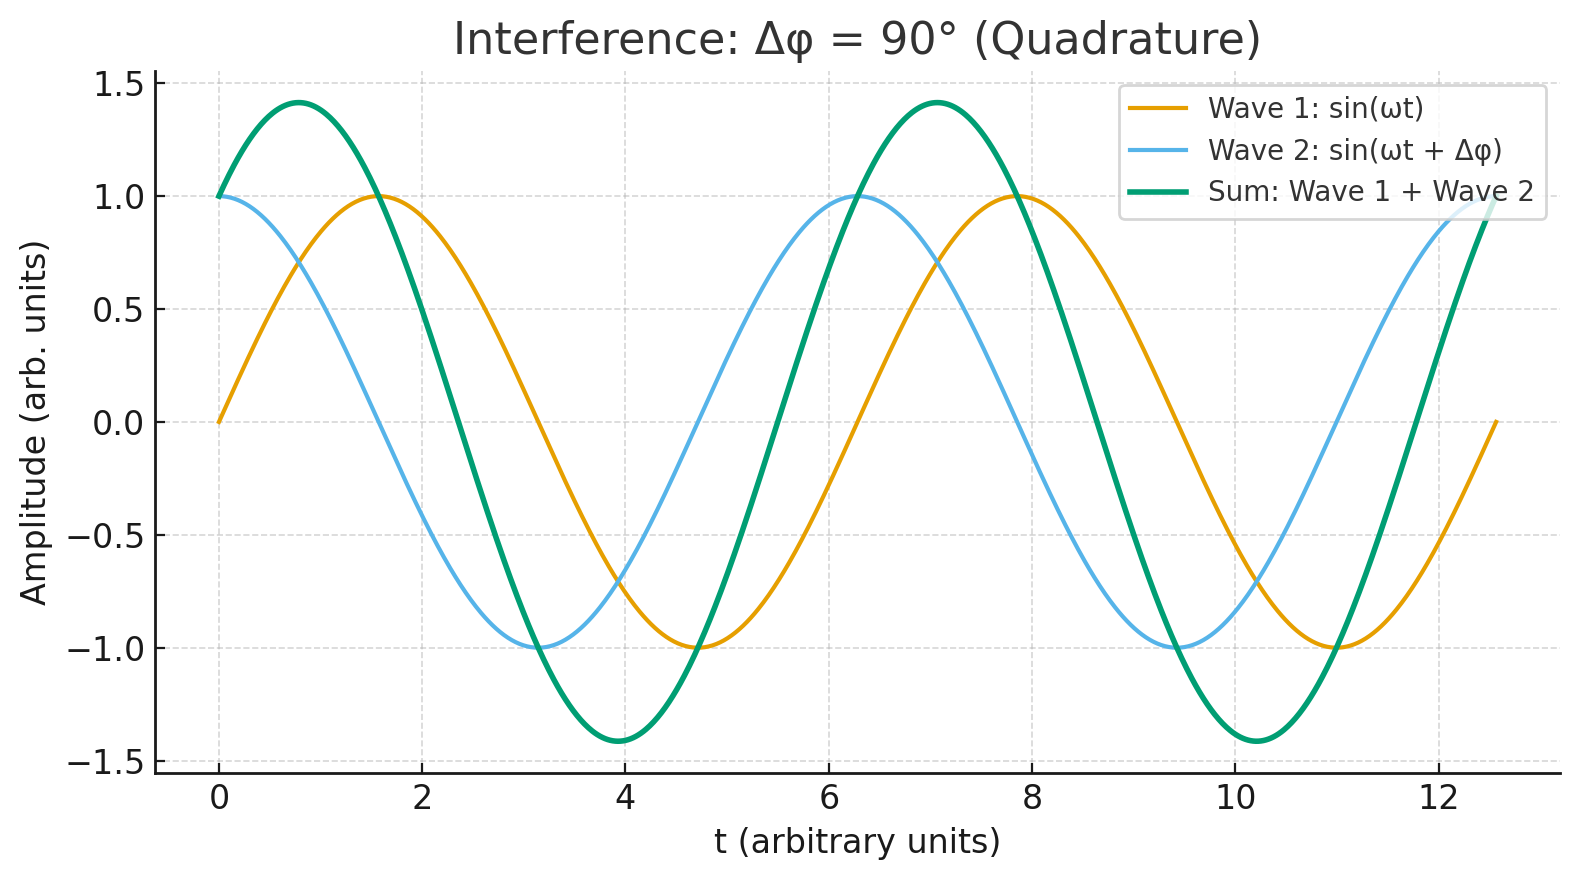 Interference: Δφ = 90° (Quadrature)
Wave 1: sin(ωt)
Wave 2: sin(ωt + Δφ)
Sum: Wave 1 + Wave 2
Amplitude (arb. units)
1.5
1.0
0.5
0.0
−0.5
−1.0
−1.5
0 2 4 6 8 10 12
t (arbitrary units)